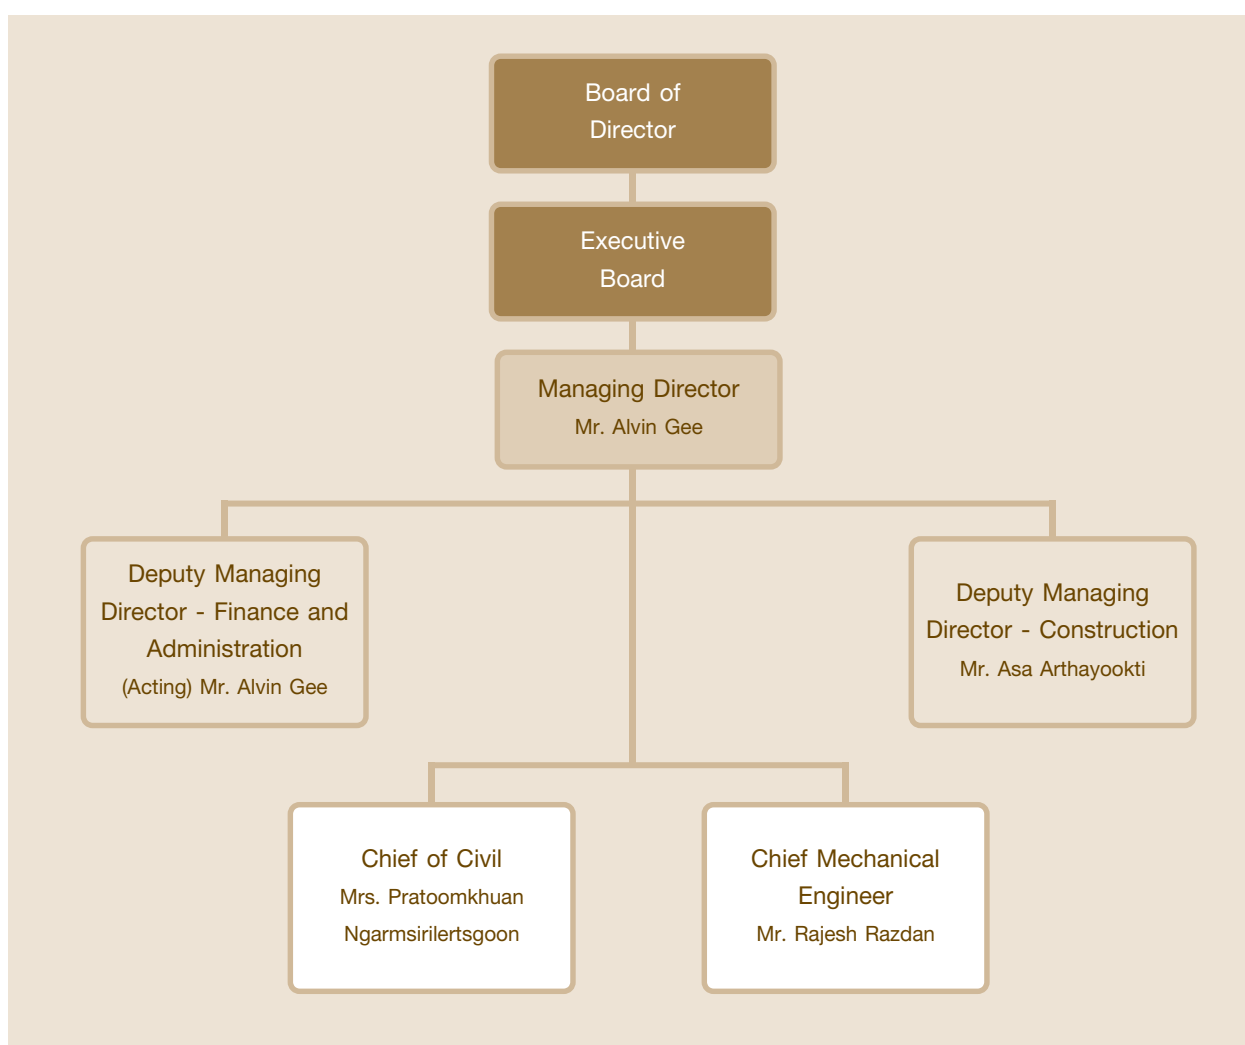 Board of
Director
Executive
Board
Managing Director
Mr. Alvin Gee
Deputy Managing
Director - Finance and
Administration
(Acting) Mr. Alvin Gee
Deputy Managing
Director - Construction
Mr. Asa Arthayookti
Chief of Civil
Mrs. Pratoomkhuan
Ngarmsirilertsgoon
Chief Mechanical
Engineer
Mr. Rajesh Razdan